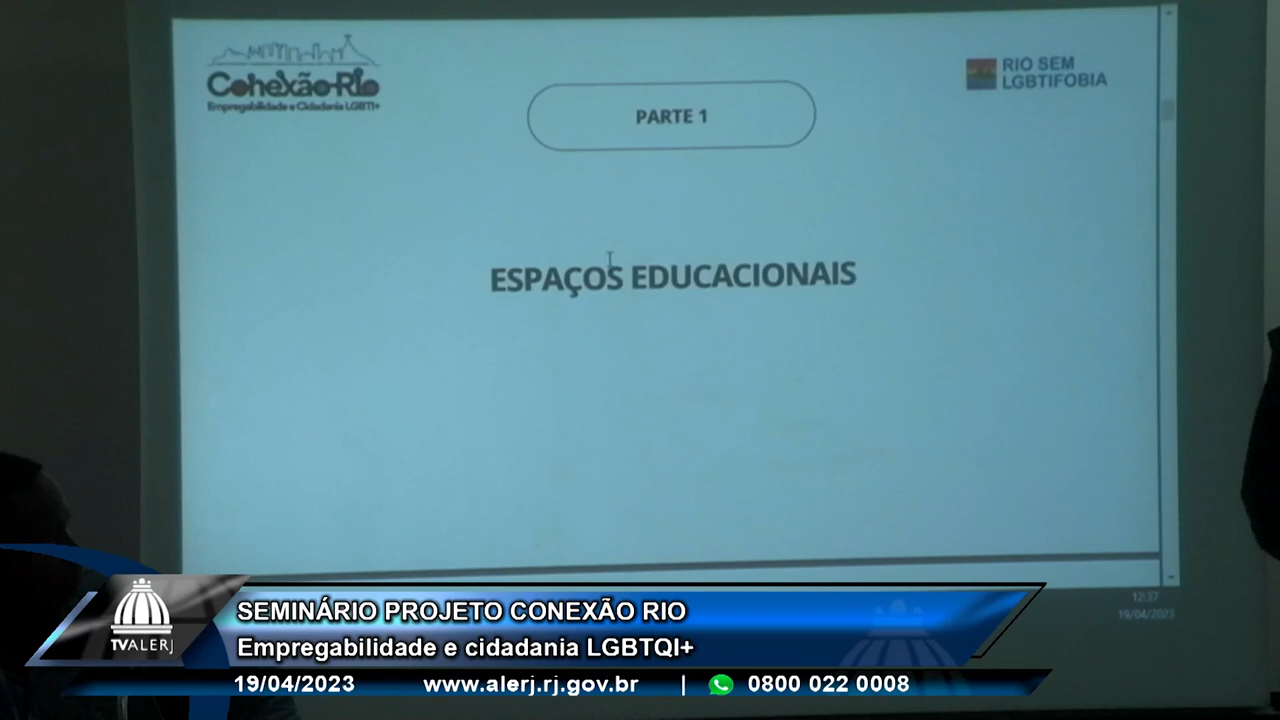 Conexão Rio
Empregabilidade e Cidadania LGBTI+
RIO SEM
LGBTIFOBIA
PARTE 1
ESPAÇOS EDUCACIONAIS
12:37
19/04/2023
TVALERJ
SEMINÁRIO PROJETO CONEXÃO RIO
Empregabilidade e cidadania LGBTQI+
19/04/2023 www.alerj.rj.gov.br | 0800 022 0008